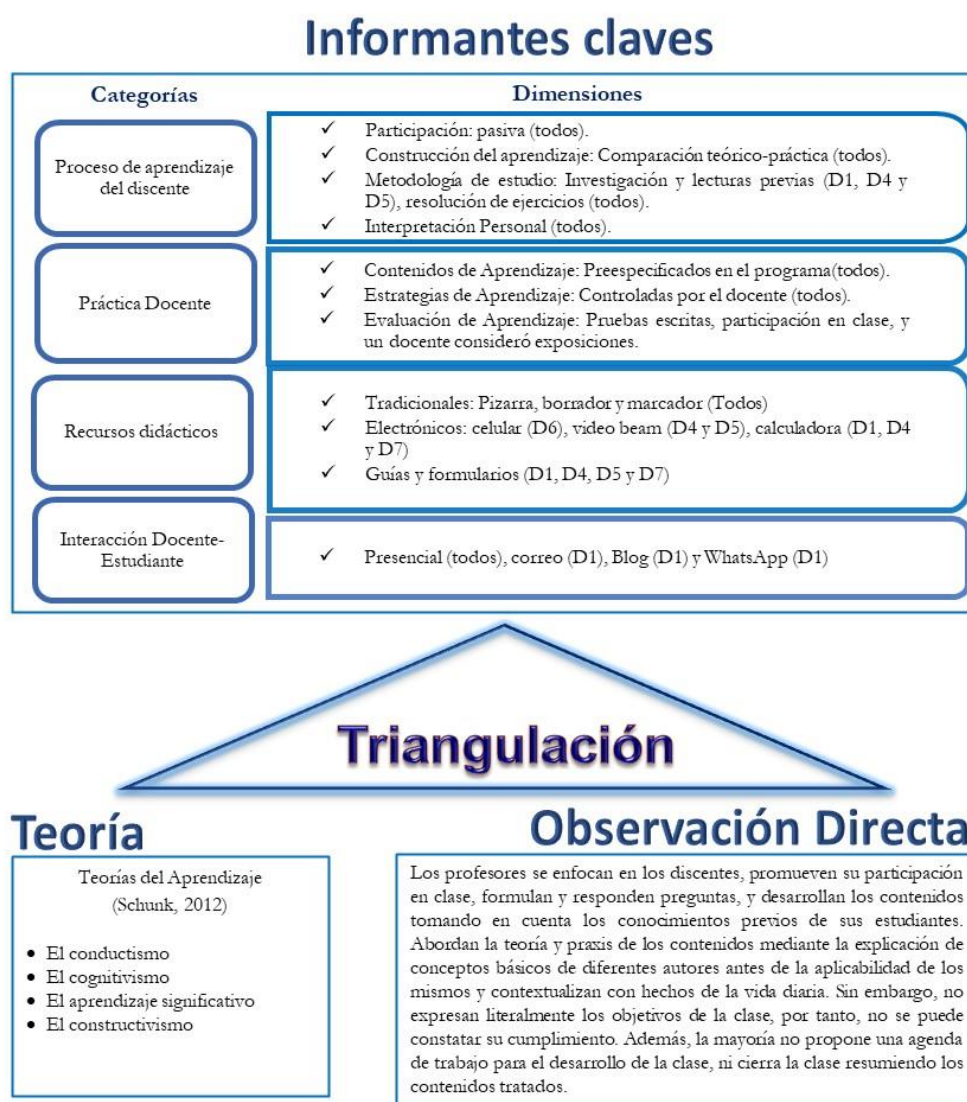 Informantes claves
Categorías
Dimensiones
Proceso de aprendizaje
del discente
✓ Participación: pasiva (todos).
✓ Construcción del aprendizaje: Comparación teórico-práctica (todos).
✓ Metodología de estudio: Investigación y lecturas previas (D1, D4 y
D5), resolución de ejercicios (todos).
✓ Interpretación Personal (todos).
Práctica Docente
✓ Contenidos de Aprendizaje: Preespecificados en el programa(todos).
✓ Estrategias de Aprendizaje: Controladas por el docente (todos).
✓ Evaluación de Aprendizaje: Pruebas escritas, participación en clase, y
un docente consideró exposiciones.
Recursos didácticos
✓ Tradicionales: Pizarra, borrador y marcador (Todos)
✓ Electrónicos: celular (D6), video beam (D4 y D5), calculadora (D1, D4
y D7)
✓ Guías y formularios (D1, D4, D5 y D7)
Interacción Docente-
Estudiante
✓ Presencial (todos), correo (D1), Blog (D1) y WhatsApp (D1)
Triangulación
Teoría
Teorías del Aprendizaje
(Schunk, 2012)
• El conductismo
• El cognitivismo
• El aprendizaje significativo
• El constructivismo
Observación Directa
Los profesores se enfocan en los discentes, promueven su participación
en clase, formulan y responden preguntas, y desarrollan los contenidos
tomando en cuenta los conocimientos previos de sus estudiantes.
Abordan la teoría y praxis de los contenidos mediante la explicación de
conceptos básicos de diferentes autores antes de la aplicabilidad de los
mismos y contextualizan con hechos de la vida diaria. Sin embargo, no
expresan literalmente los objetivos de la clase, por tanto, no se puede
constatar su cumplimiento. Además, la mayoría no propone una agenda
de trabajo para el desarrollo de la clase, ni cierra la clase resumiendo los
contenidos tratados.